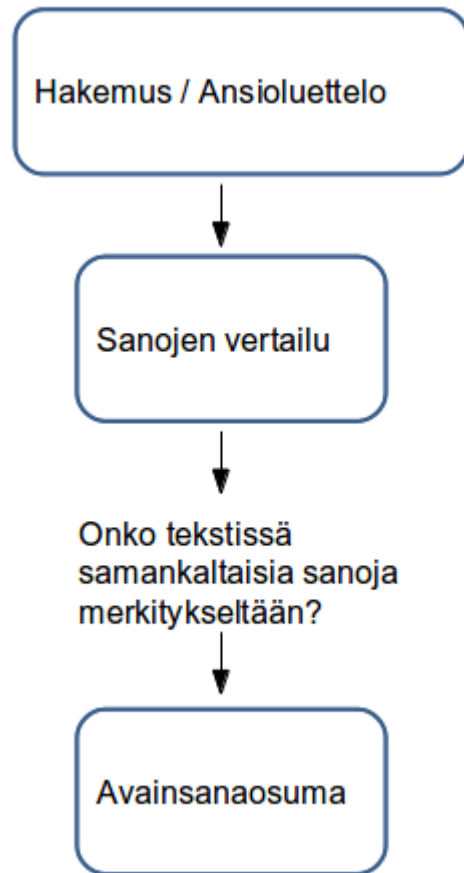 Hakemus / Ansioluettelo
Sanojen vertailu
Onko tekstissä
samankaltaisia sanoja
merkitykseltään?
Avainsanaosuma